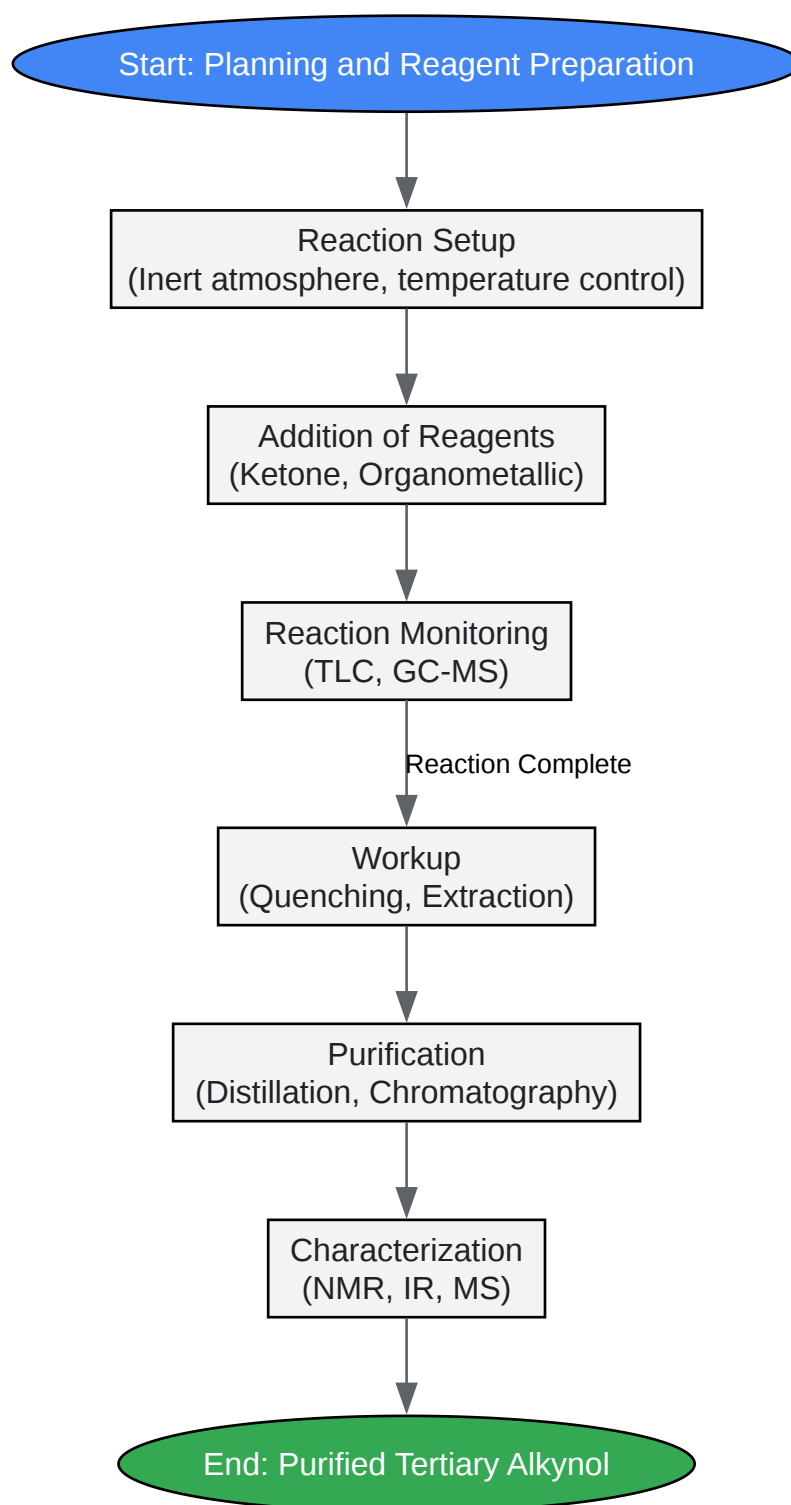 Start: Planning and Reagent Preparation
Reaction Setup
(Inert atmosphere, temperature control)
Addition of Reagents
(Ketone, Organometallic)
Reaction Monitoring
(TLC, GC-MS)
Reaction Complete
Workup
(Quenching, Extraction)
Purification
(Distillation, Chromatography)
Characterization
(NMR, IR, MS)
End: Purified Tertiary Alkynol